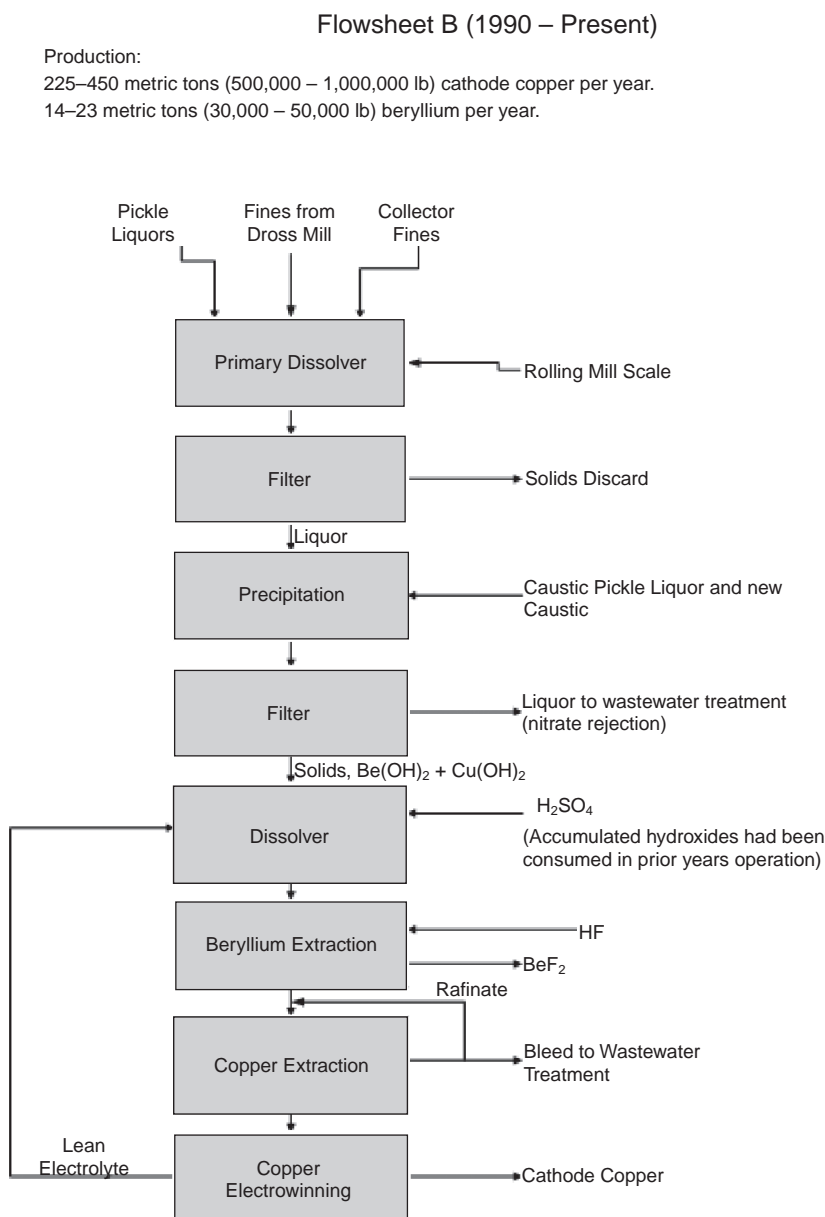 Flowsheet B (1990 – Present)
Production:
225–450 metric tons (500,000 – 1,000,000 lb) cathode copper per year.
14–23 metric tons (30,000 – 50,000 lb) beryllium per year.
Pickle
Liquors
Fines from
Dross Mill
Collector
Fines
Primary Dissolver
Rolling Mill Scale
Filter
Solids Discard
Liquor
Precipitation
Caustic Pickle Liquor and new
Caustic
Filter
Liquor to wastewater treatment
(nitrate rejection)
Solids, Be(OH)₂ + Cu(OH)₂
Dissolver
H₂SO₄
(Accumulated hydroxides had been
consumed in prior years operation)
Beryllium Extraction
HF
BeF₂
Rafinate
Copper Extraction
Bleed to Wastewater
Treatment
Lean
Electrolyte
Copper
Electrowinning
Cathode Copper